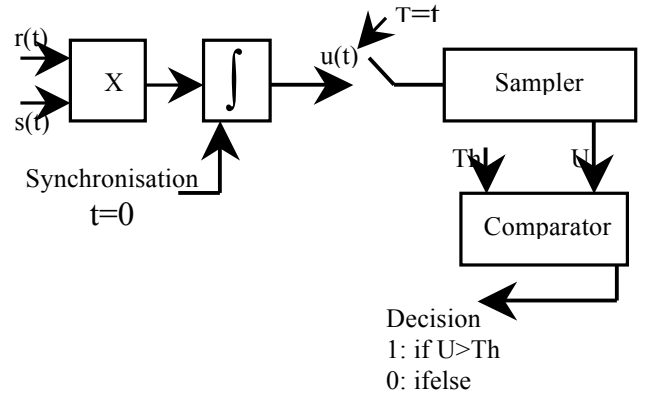 r(t)
s(t)
X
∫
Synchronisation
t=0
u(t)
T=t
Sampler
Th
U
Comparator
Decision
1: if U>Th
0: ifelse